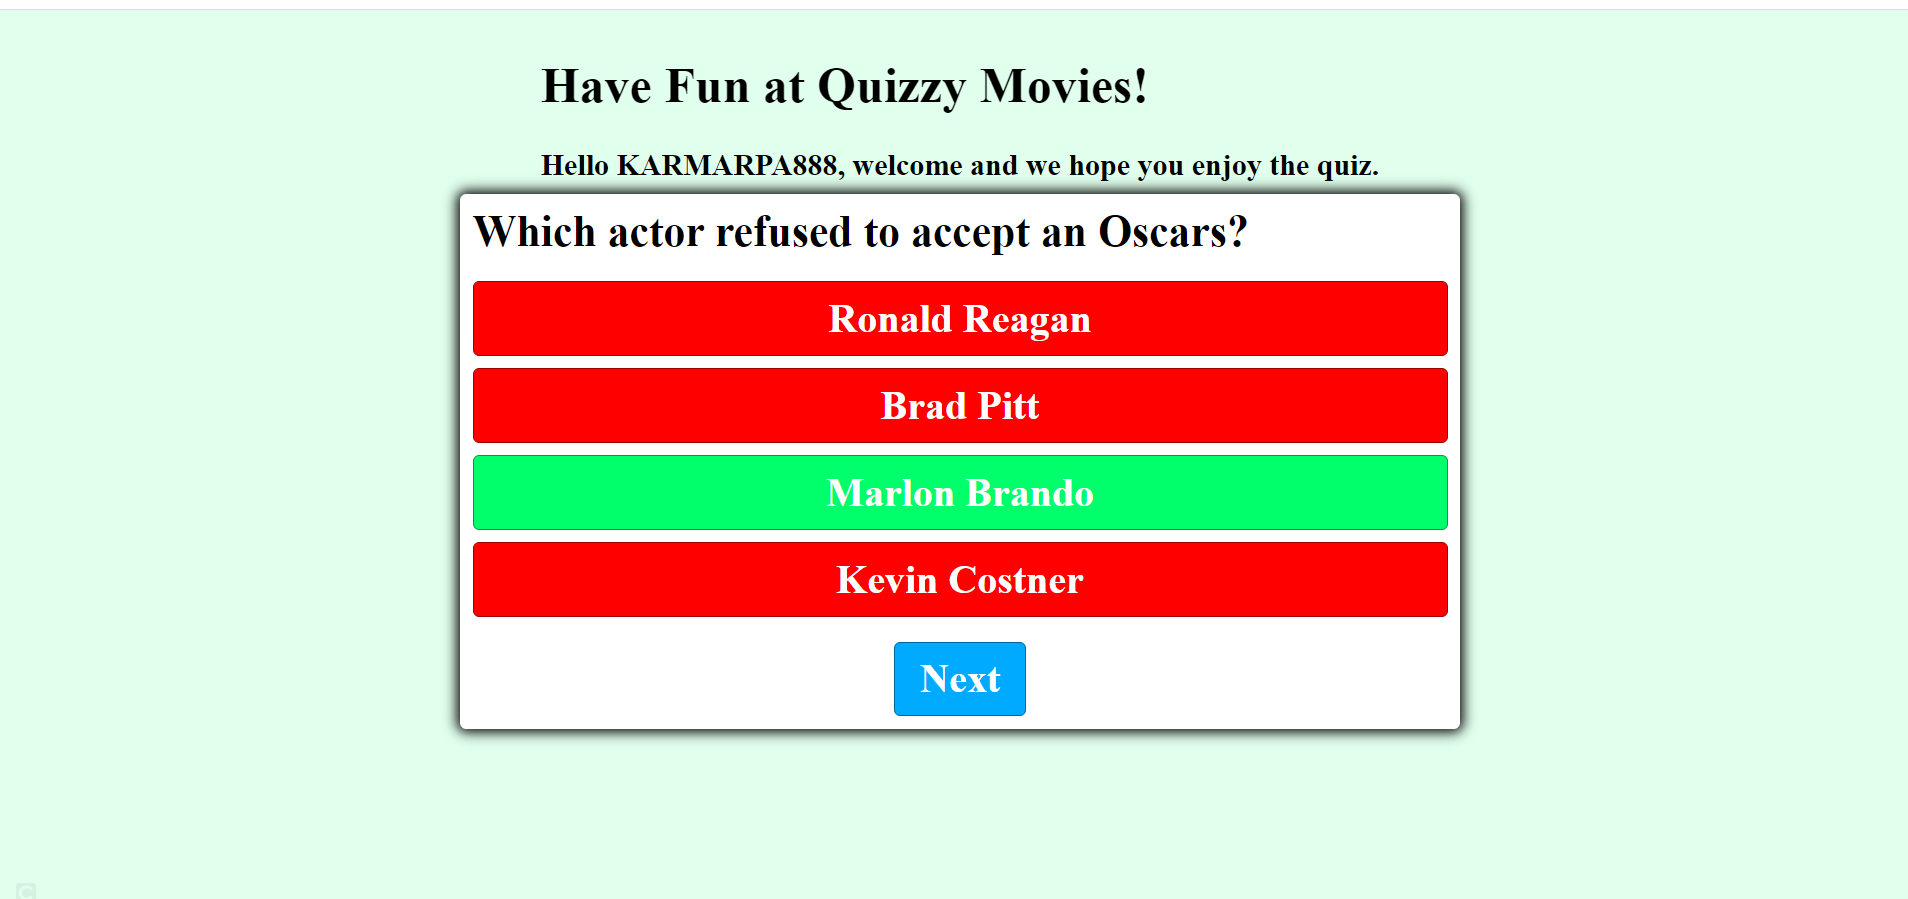 Have Fun at Quizzy Movies!
Hello KARMARPA888, welcome and we hope you enjoy the quiz.
Which actor refused to accept an Oscars?
Ronald Reagan
Brad Pitt
Marlon Brando
Kevin Costner
Next